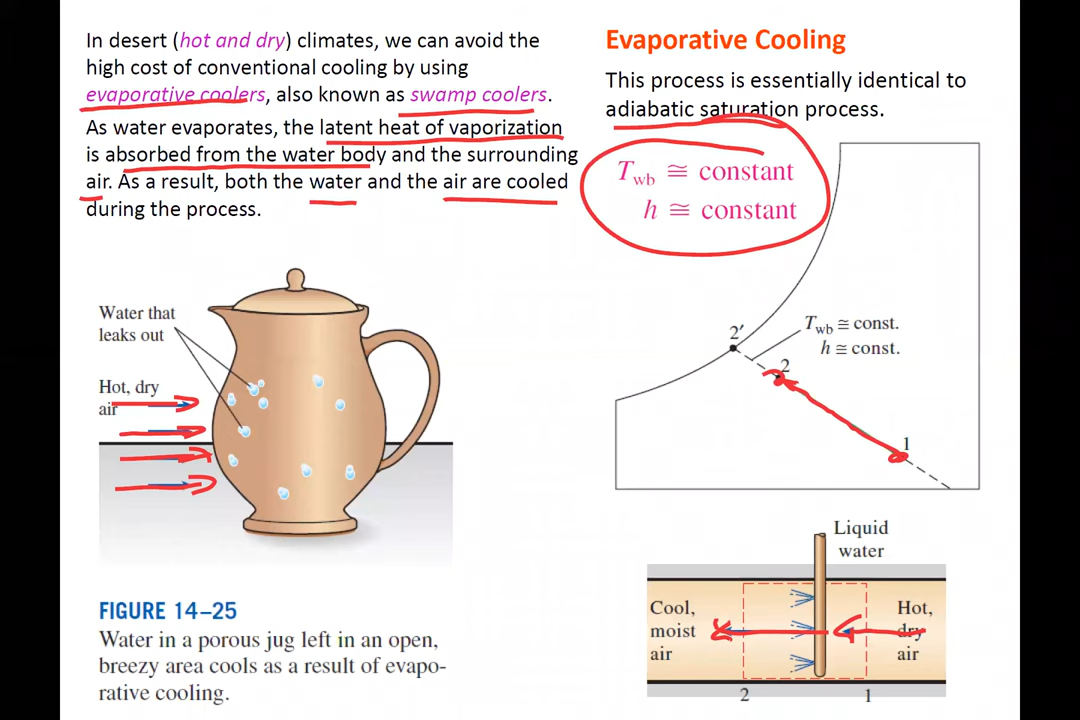 In desert (hot and dry) climates, we can avoid the
high cost of conventional cooling by using
evaporative coolers, also known as swamp coolers.
As water evaporates, the latent heat of vaporization
is absorbed from the water body and the surrounding
air. As a result, both the water and the air are cooled
during the process.
Water that
leaks out
Hot, dry
air
FIGURE 14–25
Water in a porous jug left in an open,
breezy area cools as a result of evapo-
rative cooling.
Evaporative Cooling
This process is essentially identical to
adiabatic saturation process.
Twb ≅ constant
h ≅ constant
2′
Twb ≅ const.
h ≅ const.
2
1
Liquid
water
Cool,
moist
air
Hot,
dry
air
2
1